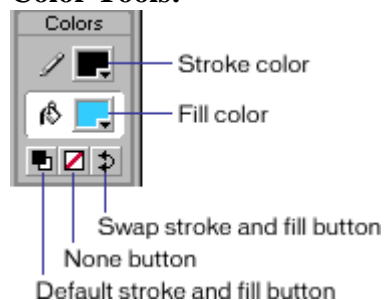 Color Tools:
Colors
Stroke color
Fill color
Swap stroke and fill button
None button
Default stroke and fill button